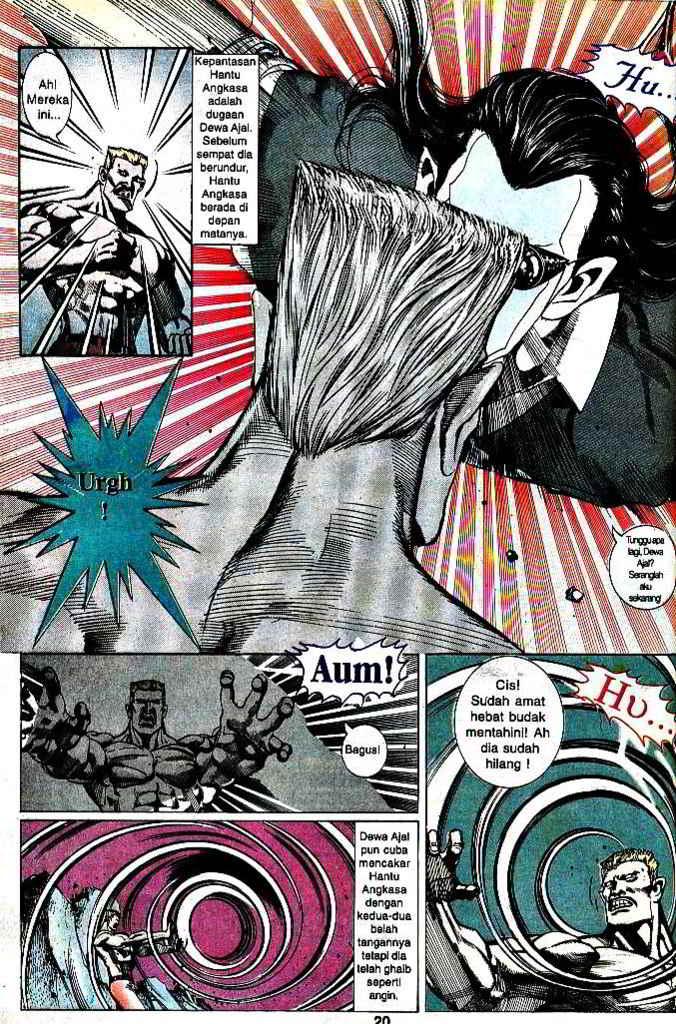 Ah!
Mereka
ini...
Kepantasan
Hantu
Angkasa
adalah
dugaan
Dewa Ajal.
Sebelum
sempat dia
berundur,
Hantu
Angkasa
berada di
depan
matanya.
Hu...
Urgh
!
Tunggu apa
lagi, Dewa
Ajal?
Seranglah
aku
sekarang!
Aum!
Bagus!
Cis!
Sudah amat
hebat budak
mentahini! Ah
dia sudah
hilang !
Hu...
Dewa Ajal
pun cuba
mencakar
Hantu
Angkasa
dengan
kedua-dua
belah
tangannya
tetapi dia
telah ghaib
seperti
angin.
20